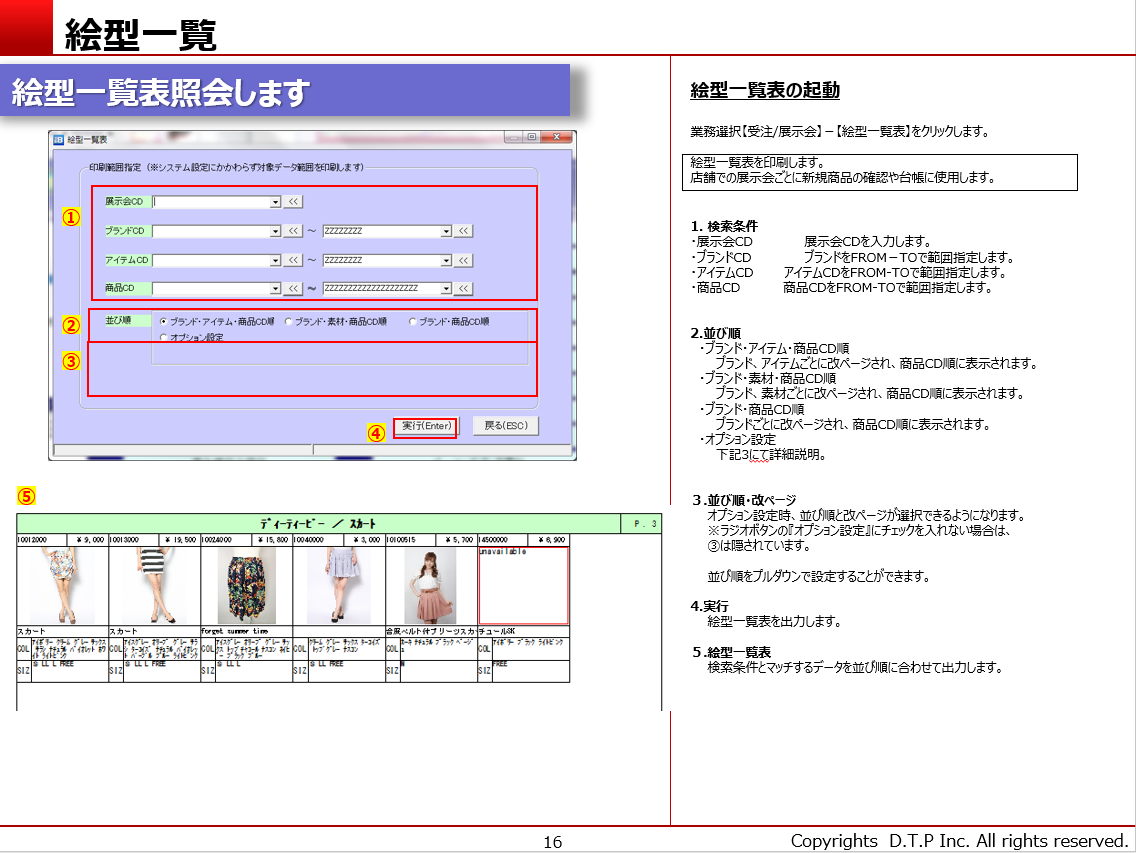 絵型一覧
絵型一覧表照会します
絵型一覧表
印刷範囲指定（※システム設定にかかわらず対象データ範囲を印刷します）
①
展示会CD <<
ブランドCD << ～ ZZZZZZZZ <<
アイテムCD << ～ ZZZZZZZZ <<
商品CD << ～ ZZZZZZZZZZZZZZZZZZZZ <<
②
並び順 ブランド・アイテム・商品CD順 ブランド・素材・商品CD順 ブランド・商品CD順
オプション設定
③
④ 実行(Enter) 戻る(ESC)
⑤
ディーティーピー ／ スカート P. 3
10012000 ¥ 9,000 10013000 ¥ 19,500 10024000 ¥ 15,800 10040000 ¥ 3,000 10100515 ¥ 5,700 14500000 ¥ 6,900
unavailable
スカート スカート forget summer time 合皮ベルト付プリーツスカー チュールSK
COL COL COL COL COL COL
SIZ S LL L FREE SIZ S LL L FREE SIZ S LL L SIZ S LL FREE SIZ M SIZ FREE
絵型一覧表の起動
業務選択【受注/展示会】－【絵型一覧表】をクリックします。
絵型一覧表を印刷します。
店舗での展示会ごとに新規商品の確認や台帳に使用します。
1. 検索条件
・展示会CD 展示会CDを入力します。
・ブランドCD ブランドをFROM－TOで範囲指定します。
・アイテムCD アイテムCDをFROM-TOで範囲指定します。
・商品CD 商品CDをFROM-TOで範囲指定します。
2.並び順
・ブランド・アイテム・商品CD順
ブランド、アイテムごとに改ページされ、商品CD順に表示されます。
・ブランド・素材・商品CD順
ブランド、素材ごとに改ページされ、商品CD順に表示されます。
・ブランド・商品CD順
ブランドごとに改ページされ、商品CD順に表示されます。
・オプション設定
下記3にて詳細説明。
３.並び順・改ページ
オプション設定時、並び順と改ページが選択できるようになります。
※ラジオボタンの『オプション設定』にチェックを入れない場合は、
③は隠されています。
並び順をプルダウンで設定することができます。
4.実行
絵型一覧表を出力します。
５.絵型一覧表
検索条件とマッチするデータを並び順に合わせて出力します。
16
Copyrights D.T.P Inc. All rights reserved.